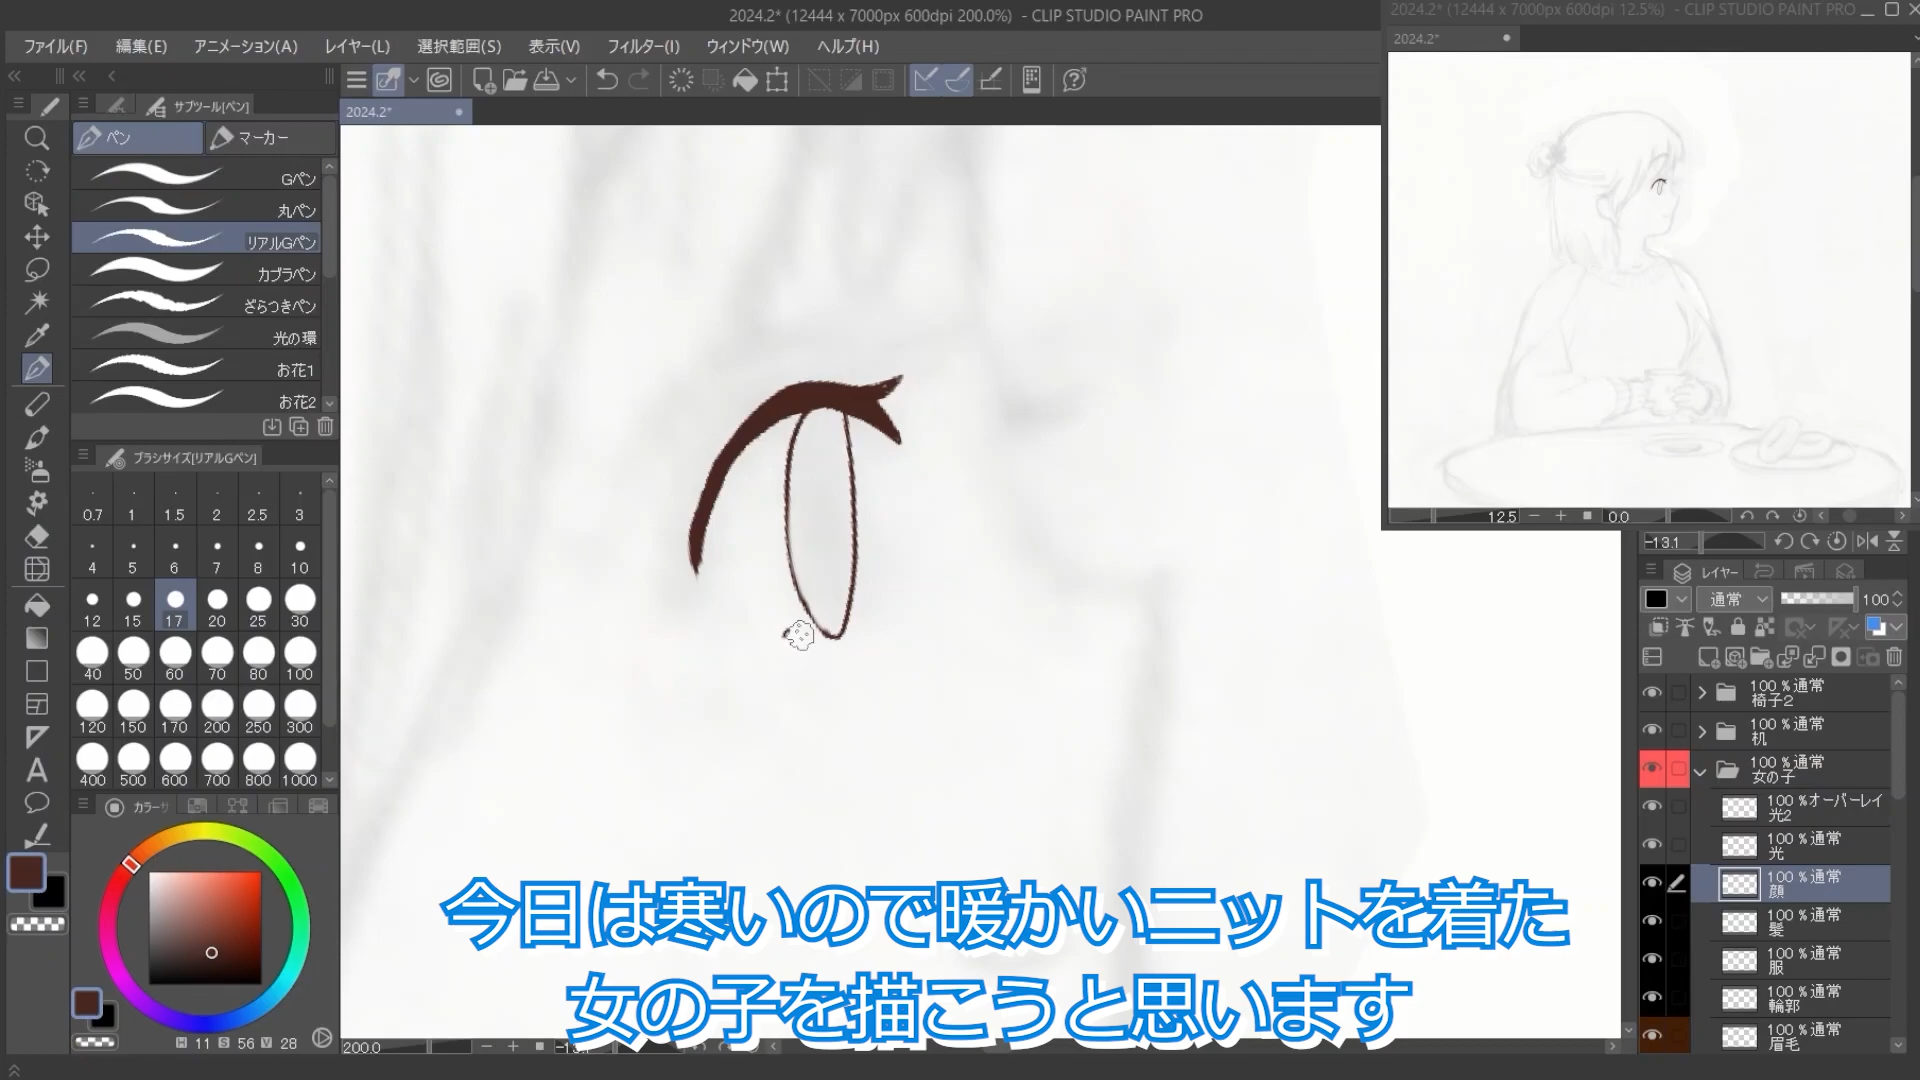 2024.2* (12444 x 7000px 600dpi 200.0%) - CLIP STUDIO PAINT PRO
2024.2* (12444 x 7000px 600dpi 12.5%) - CLIP STUDIO PAINT PRO
2024.2*
ファイル(F) 編集(E) アニメーション(A) レイヤー(L) 選択範囲(S) 表示(V) フィルター(I) ウィンドウ(W) ヘルプ(H)
サブツール[ペン]
2024.2*
ペン マーカー
Gペン
丸ペン
リアルGペン
カブラペン
ざらつきペン
光の環
お花1
お花2
ブラシサイズ[リアルGペン]
0.7 1 1.5 2 2.5 3
4 5 6 7 8 10
12 15 17 20 25 30
40 50 60 70 80 100
120 150 170 200 250 300
400 500 600 700 800 1000
カラーサ
H 11 S 56 V 28
200.0
12.5 0.0
-13.1
レイヤー
通常 100
100 %通常
椅子2
100 %通常
机
100 %通常
女の子
100 %オーバーレイ
光2
100 %通常
光
100 %通常
顔
100 %通常
髪
100 %通常
服
100 %通常
輪郭
100 %通常
眉毛
今日は寒いので暖かいニットを着た
女の子を描こうと思います